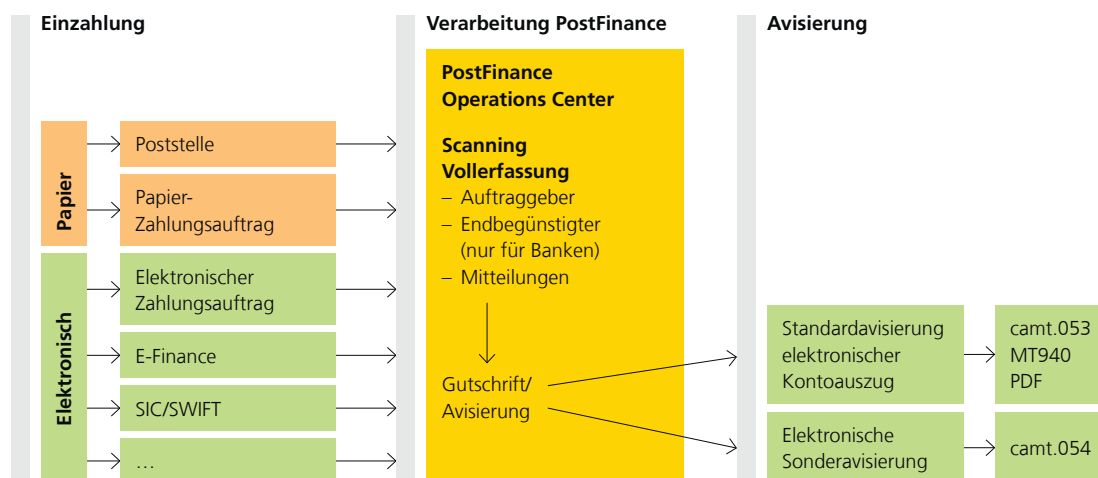 Einzahlung
Papier
Poststelle
Papier-
Zahlungsauftrag
Elektronisch
Elektronischer
Zahlungsauftrag
E-Finance
SIC/SWIFT
…
Verarbeitung PostFinance
PostFinance
Operations Center
Scanning
Vollerfassung
– Auftraggeber
– Endbegünstigter
(nur für Banken)
– Mitteilungen
Gutschrift/
Avisierung
Avisierung
Standardavisierung
elektronischer
Kontoauszug
camt.053
MT940
PDF
Elektronische
Sonderavisierung
camt.054